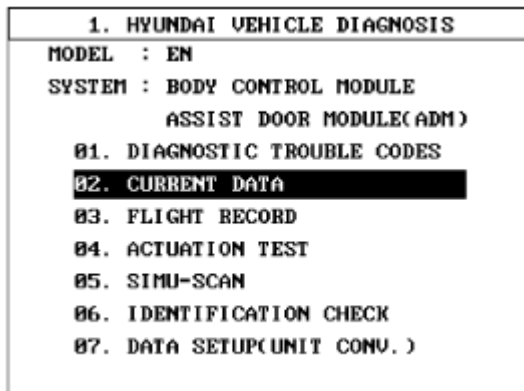 1. HYUNDAI VEHICLE DIAGNOSIS
MODEL : EN
SYSTEM : BODY CONTROL MODULE
ASSIST DOOR MODULE(ADM)
01. DIAGNOSTIC TROUBLE CODES
02. CURRENT DATA
03. FLIGHT RECORD
04. ACTUATION TEST
05. SIMU-SCAN
06. IDENTIFICATION CHECK
07. DATA SETUP(UNIT CONV.)